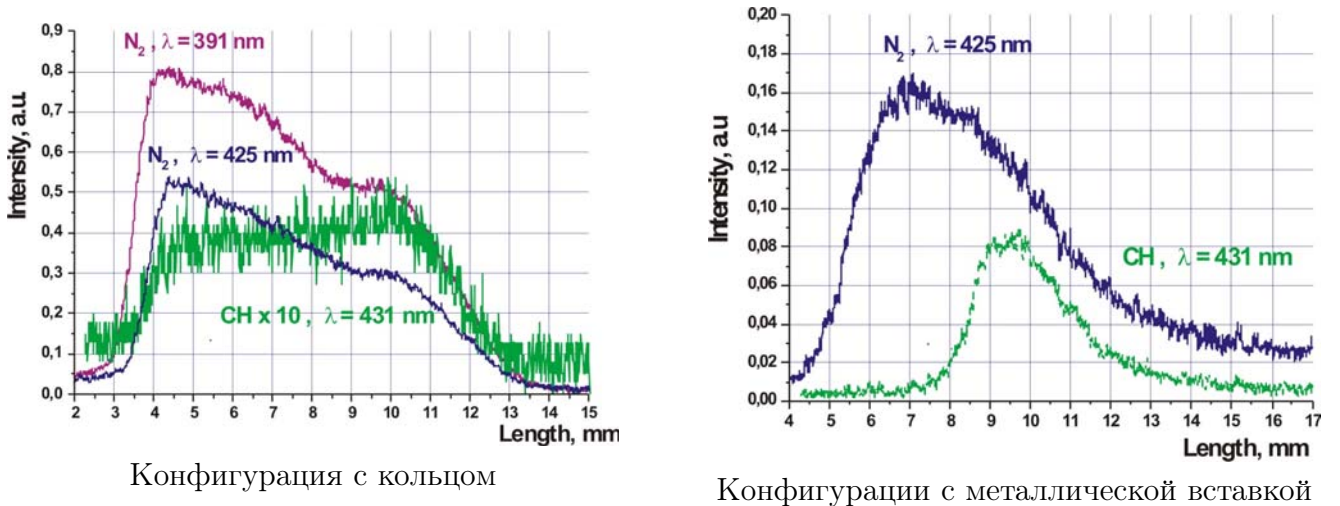 0,9
0,8
0,7
0,6
0,5
0,4
0,3
0,2
0,1
0,0
Intensity, a.u.
N2 , λ = 391 nm
N2 , λ = 425 nm
CH x 10 , λ = 431 nm
2 3 4 5 6 7 8 9 10 11 12 13 14 15
Length, mm
Конфигурация с кольцом
0,20
0,18
0,16
0,14
0,12
0,10
0,08
0,06
0,04
0,02
0,00
Intensity, a.u
N2 , λ = 425 nm
CH , λ = 431 nm
4 5 6 7 8 9 10 11 12 13 14 15 16 17
Length, mm
Конфигурации с металлической вставкой